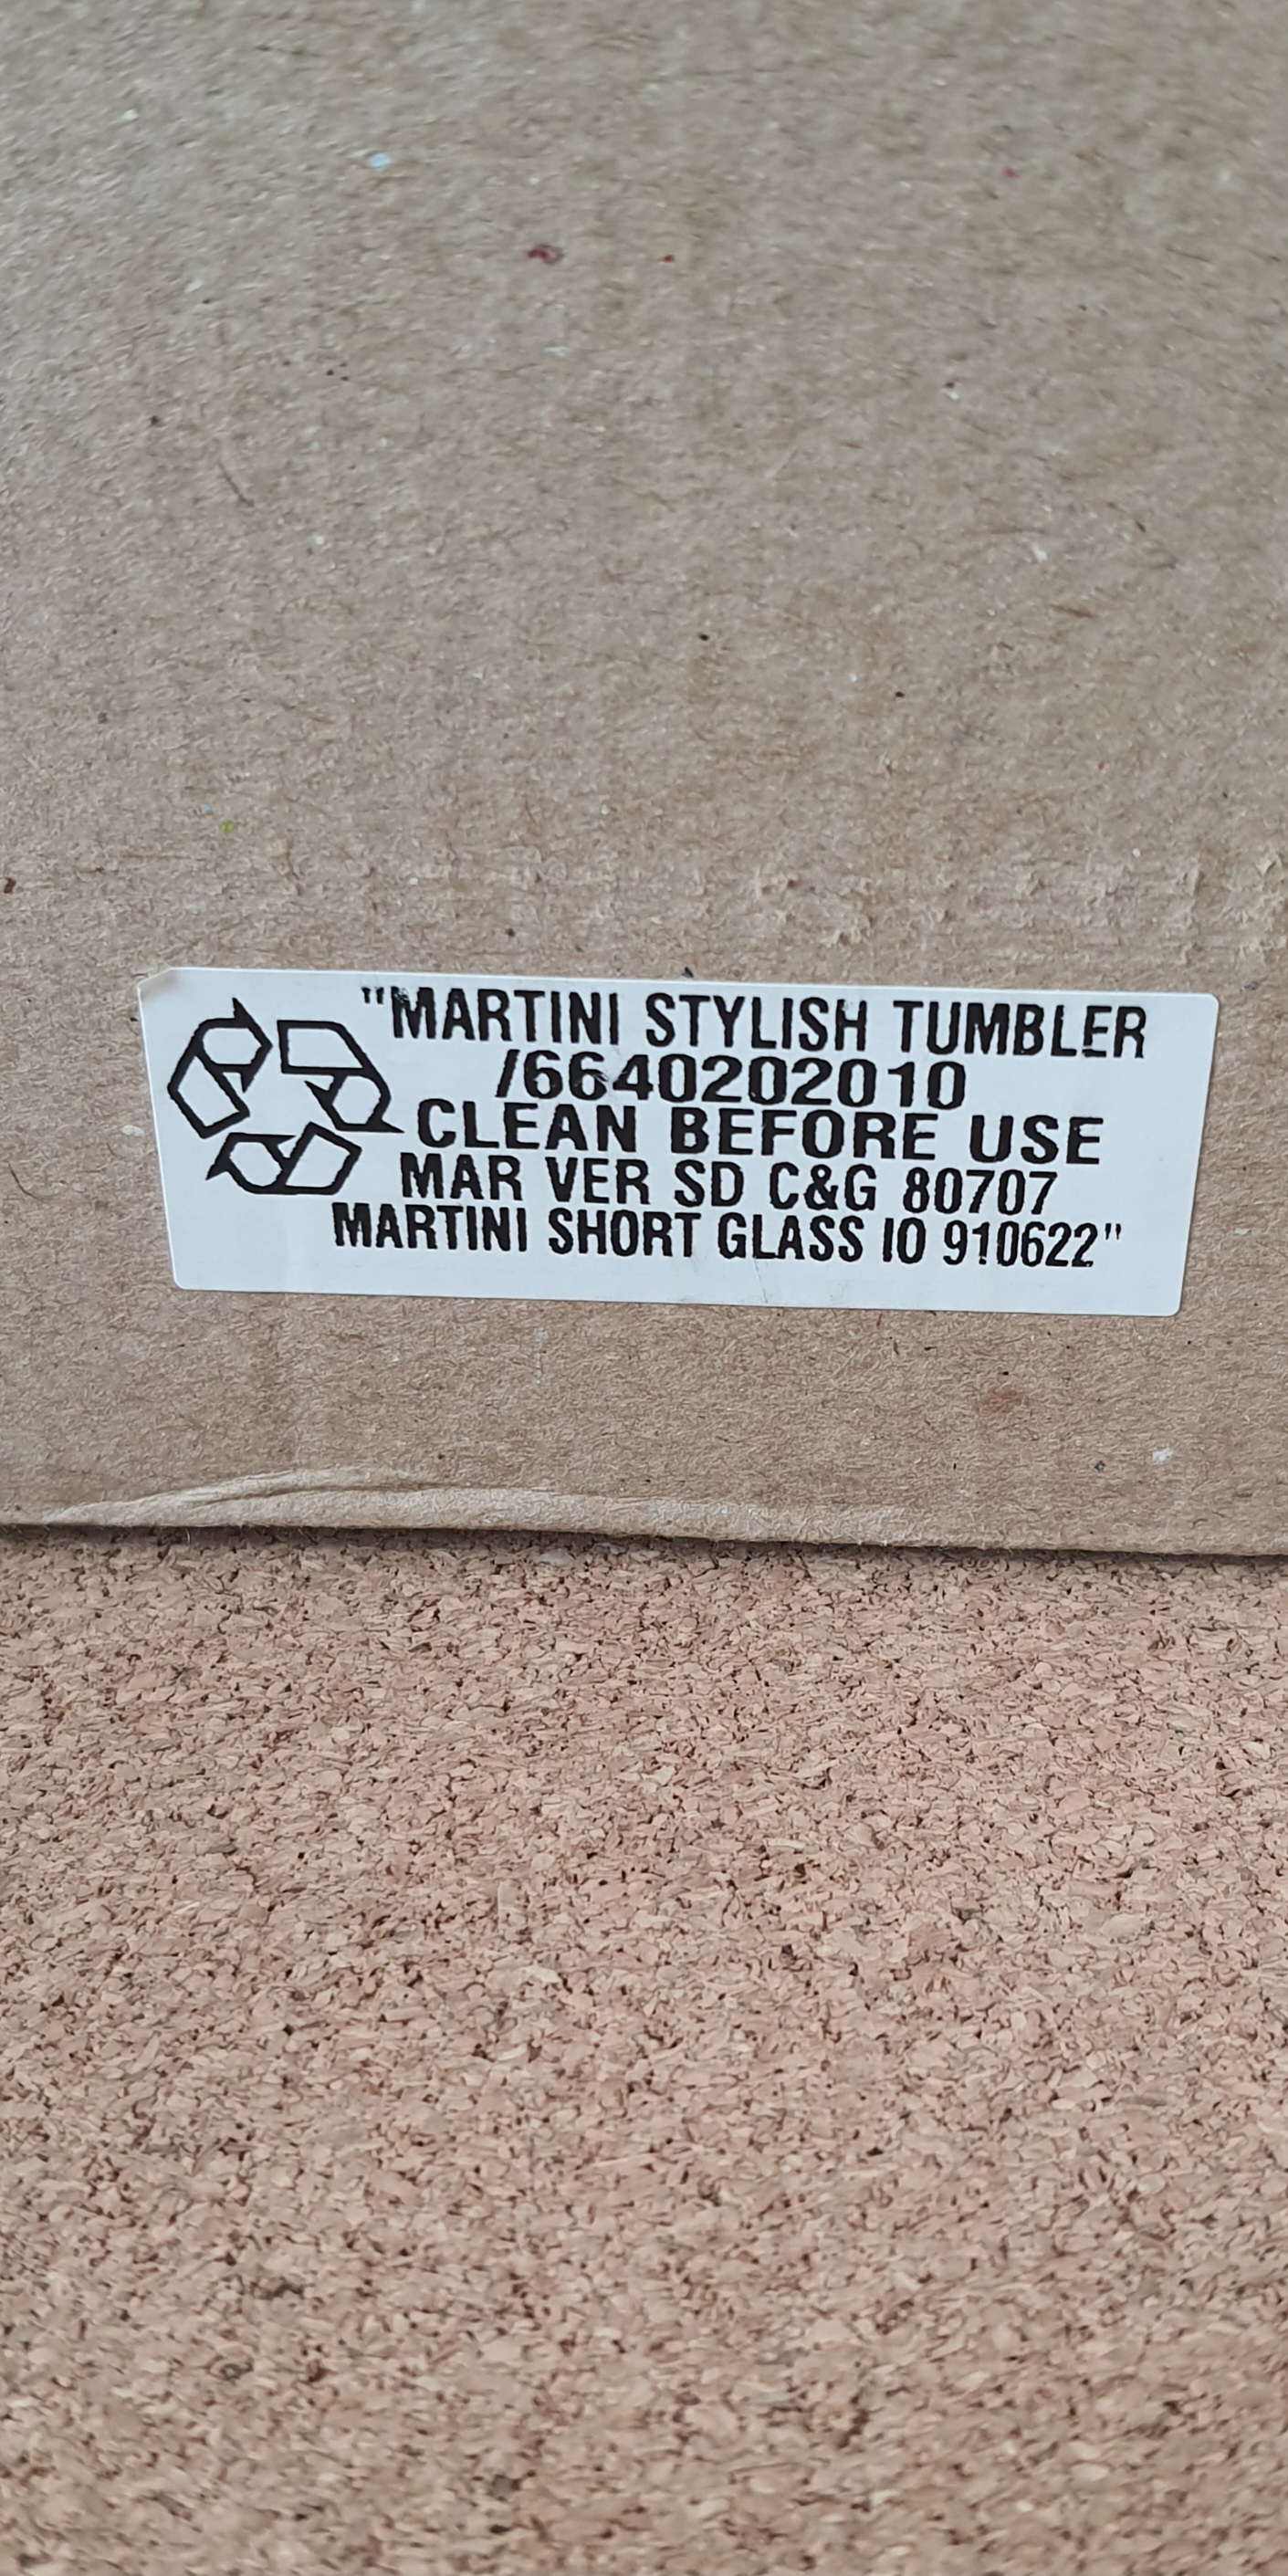 "MARTINI STYLISH TUMBLER
/6640202010
CLEAN BEFORE USE
MAR VER SD C&G 80707
MARTINI SHORT GLASS IO 910622"